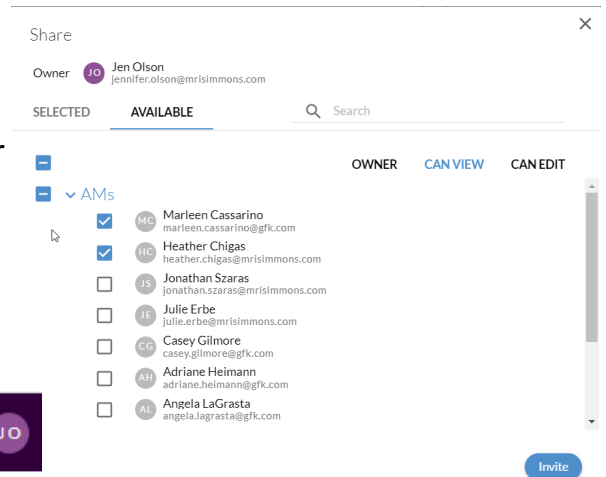 Share
Owner JO Jen Olson
jennifer.olson@mrisimmons.com
SELECTED AVAILABLE Search
r
OWNER CAN VIEW CAN EDIT
AMs
MC Marleen Cassarino
marleen.cassarino@gfk.com
HC Heather Chigas
heather.chigas@mrisimmons.com
JS Jonathan Szaras
jonathan.szaras@mrisimmons.com
JE Julie Erbe
julie.erbe@mrisimmons.com
CG Casey Gilmore
casey.gilmore@gfk.com
AH Adriane Heimann
adriane.heimann@gfk.com
AL Angela LaGrasta
angela.lagrasta@gfk.com
JO
Invite